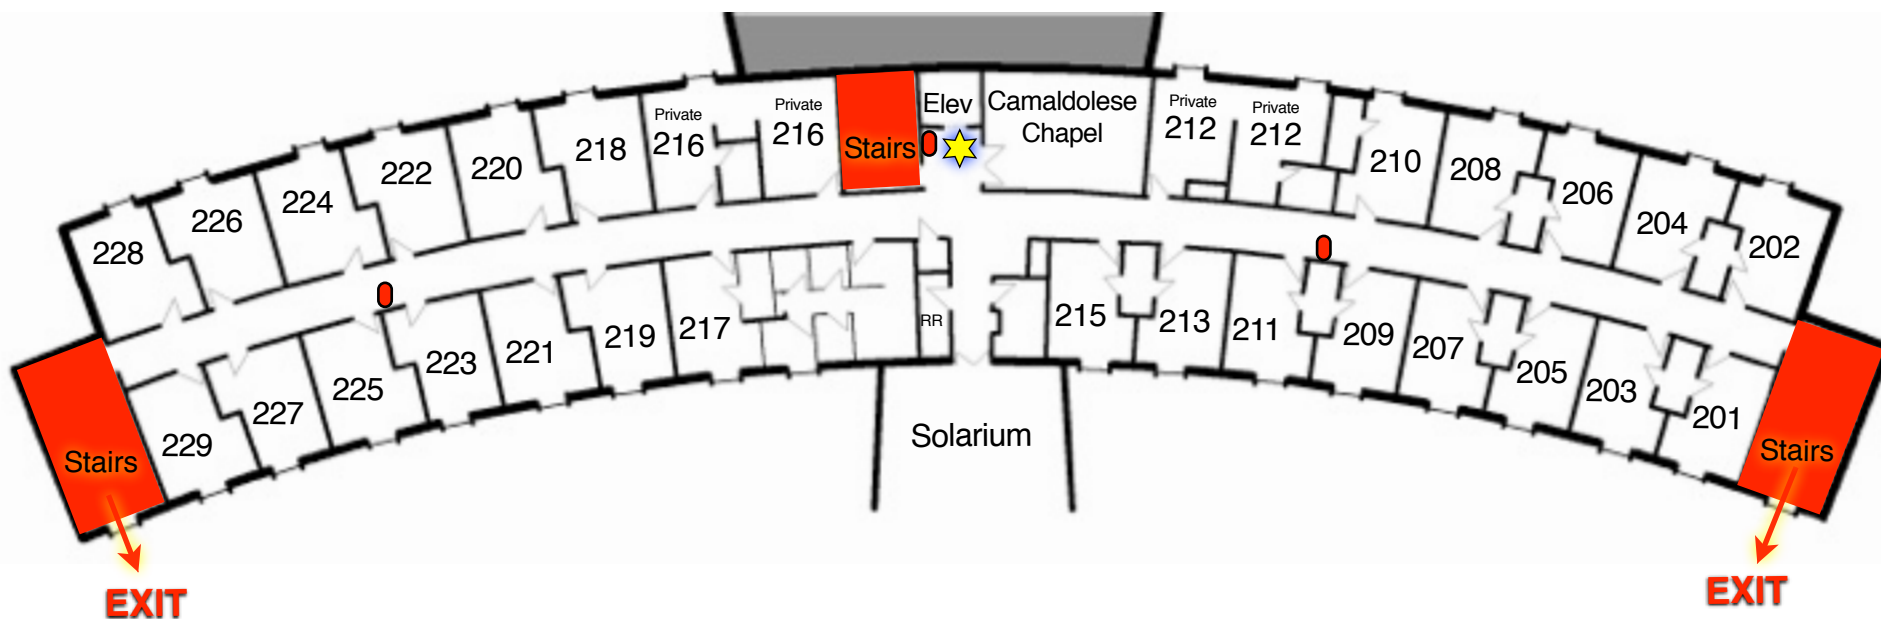 Elev
Camaldolese
Chapel
Private
216
Private
216
Stairs
Private
212
Private
212
218
220
222
224
226
228
210
208
206
204
202
229
227
225
223
221
219
217
RR
215
213
211
209
207
205
203
201
Solarium
Stairs
Stairs
EXIT
EXIT